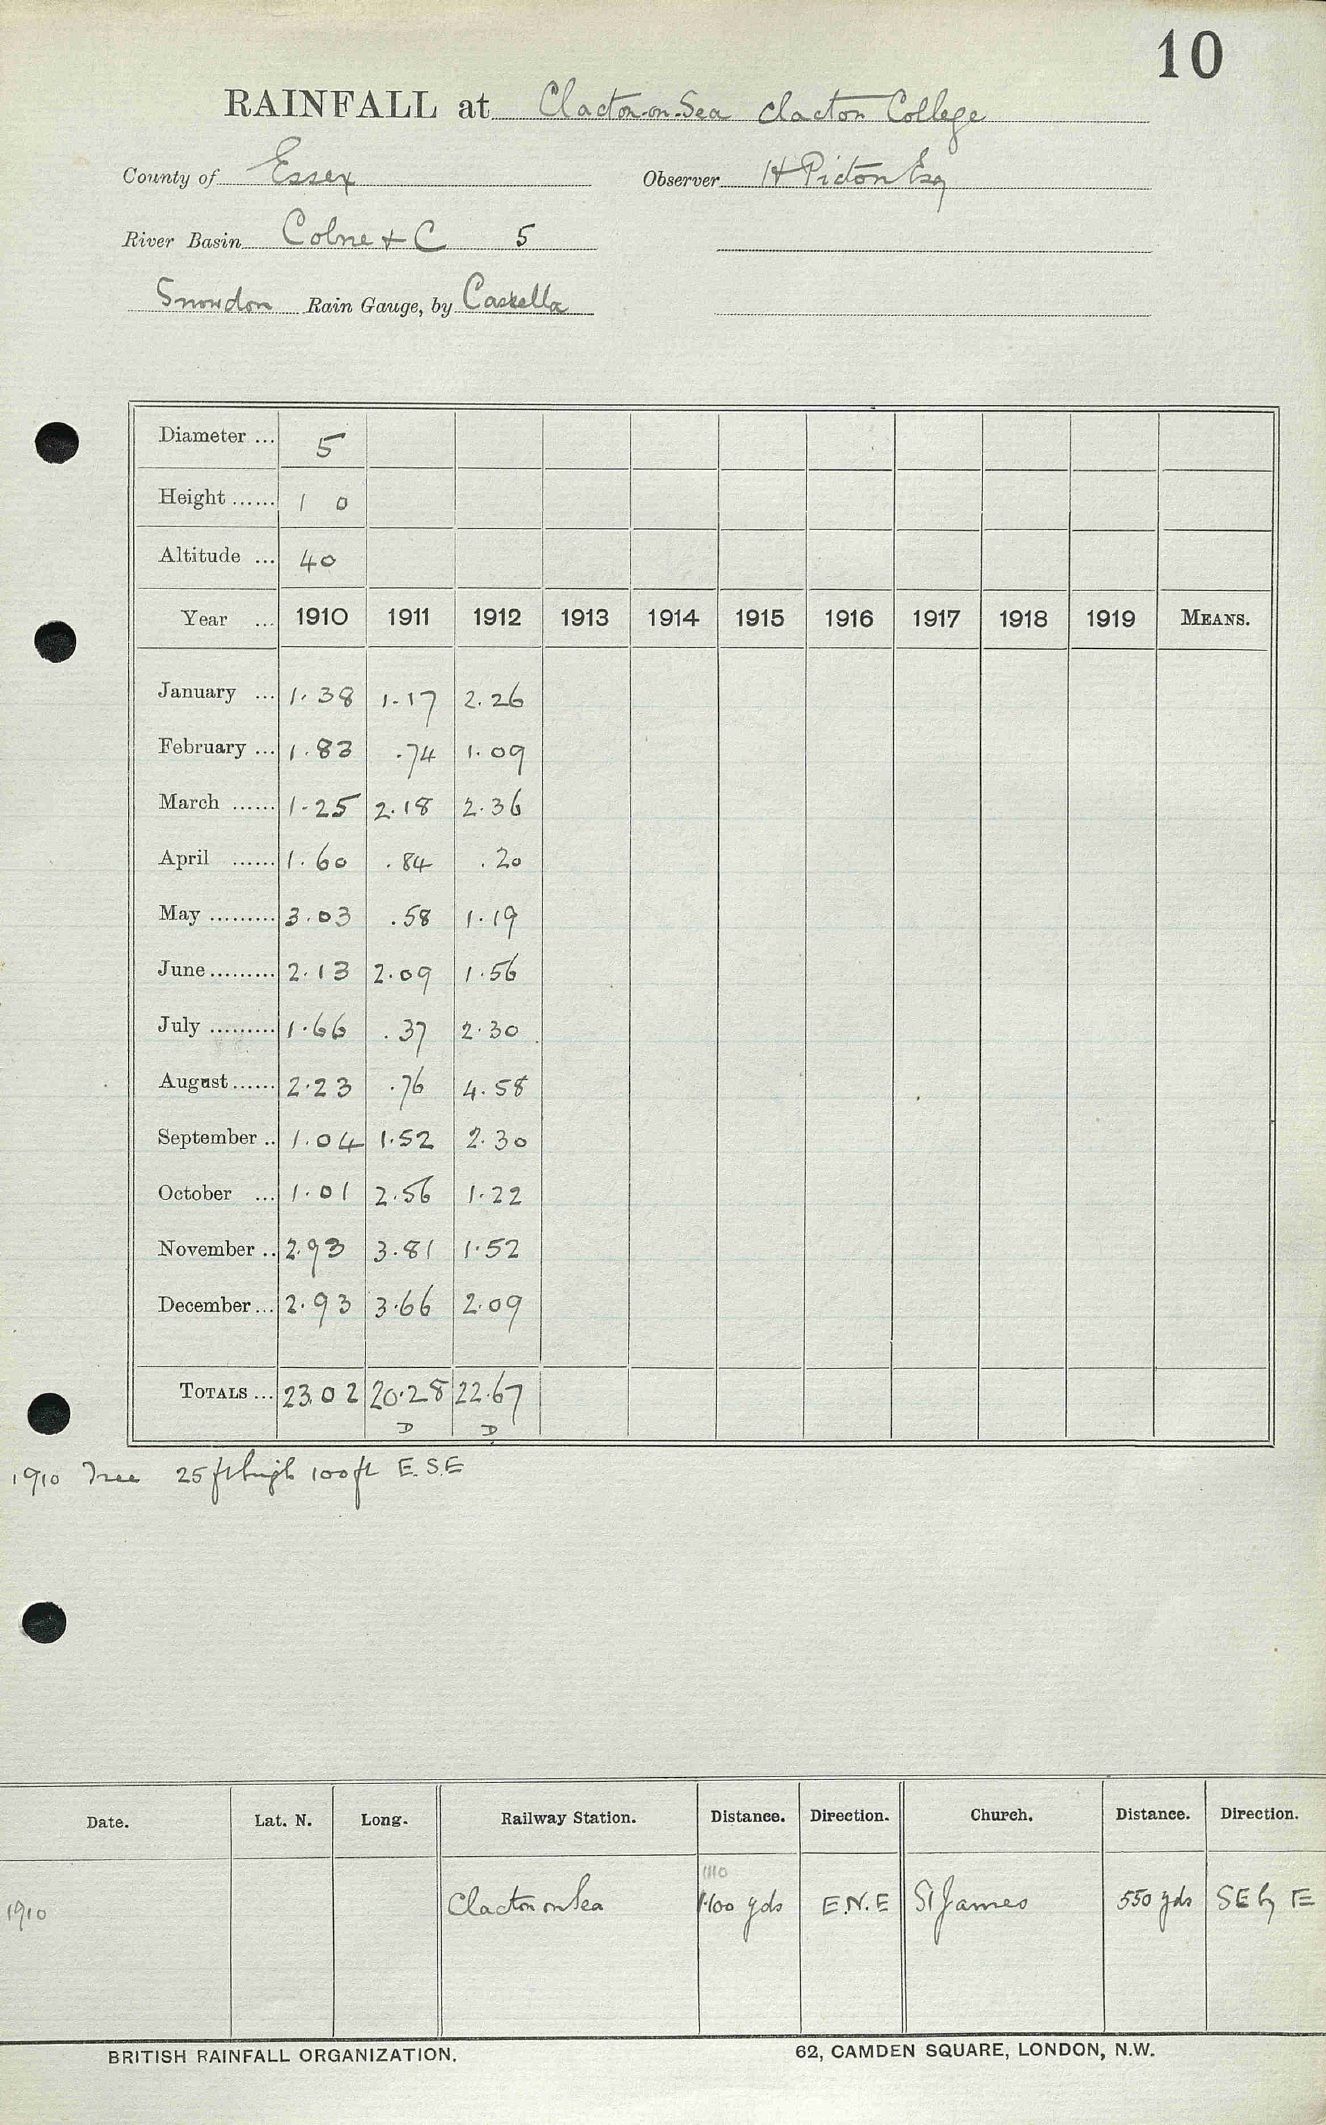 10
RAINFALL at Clacton-on-Sea Clacton College
County of Essex Observer H Picton Esq
River Basin Colne + C 5
Snowdon Rain Gauge, by Casella
Diameter ... 5
Height ...... 1 0
Altitude ... 40
Year ... 1910 1911 1912 1913 1914 1915 1916 1917 1918 1919 MEANS.
January ... 1.38 1.17 2.26
February ... 1.83 .74 1.09
March ...... 1.25 2.18 2.36
April ...... 1.60 .84 .20
May ......... 3.03 .58 1.19
June ......... 2.13 2.09 1.56
July ......... 1.66 .37 2.30
August ...... 2.23 .76 4.58
September .. 1.04 1.52 2.30
October ... 1.01 2.56 1.22
November .. 2.93 3.81 1.52
December ... 2.93 3.66 2.09
TOTALS ... 23.02 20.28 22.67
D D
1910 Tree 25 ft high 100 ft E.S.E
Date. Lat. N. Long. Railway Station. Distance. Direction. Church. Distance. Direction.
1110
1910 Clacton on Sea 1100 yds E.N.E St James 550 yds SE by E
BRITISH RAINFALL ORGANIZATION. 62, CAMDEN SQUARE, LONDON, N.W.